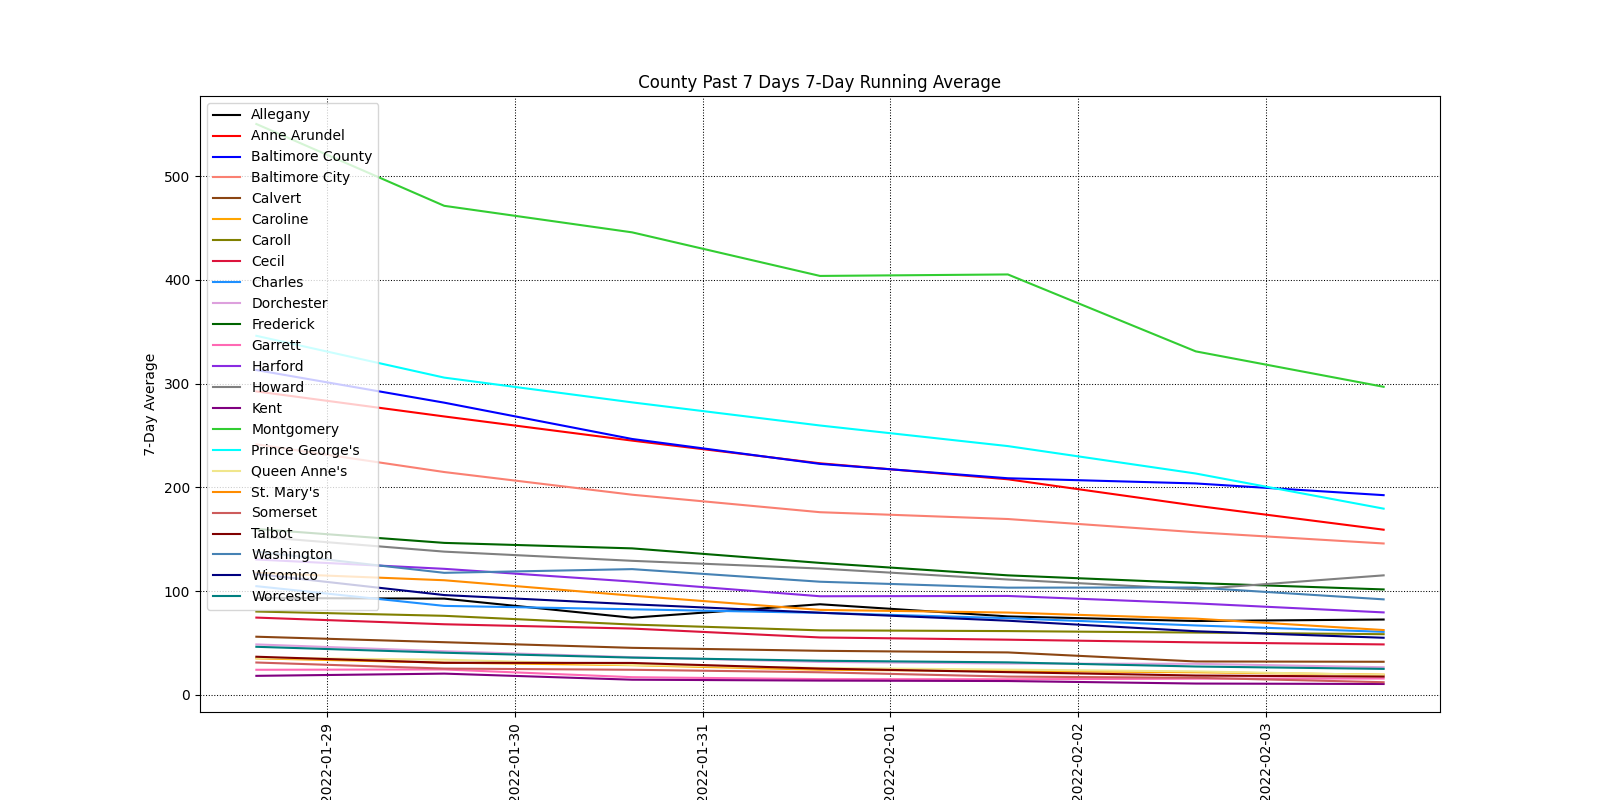 County Past 7 Days 7-Day Running Average
7-Day Average
500
400
300
200
100
0
Allegany
Anne Arundel
Baltimore County
Baltimore City
Calvert
Caroline
Caroll
Cecil
Charles
Dorchester
Frederick
Garrett
Harford
Howard
Kent
Montgomery
Prince George's
Queen Anne's
St. Mary's
Somerset
Talbot
Washington
Wicomico
Worcester
2022-01-29
2022-01-30
2022-01-31
2022-02-01
2022-02-02
2022-02-03